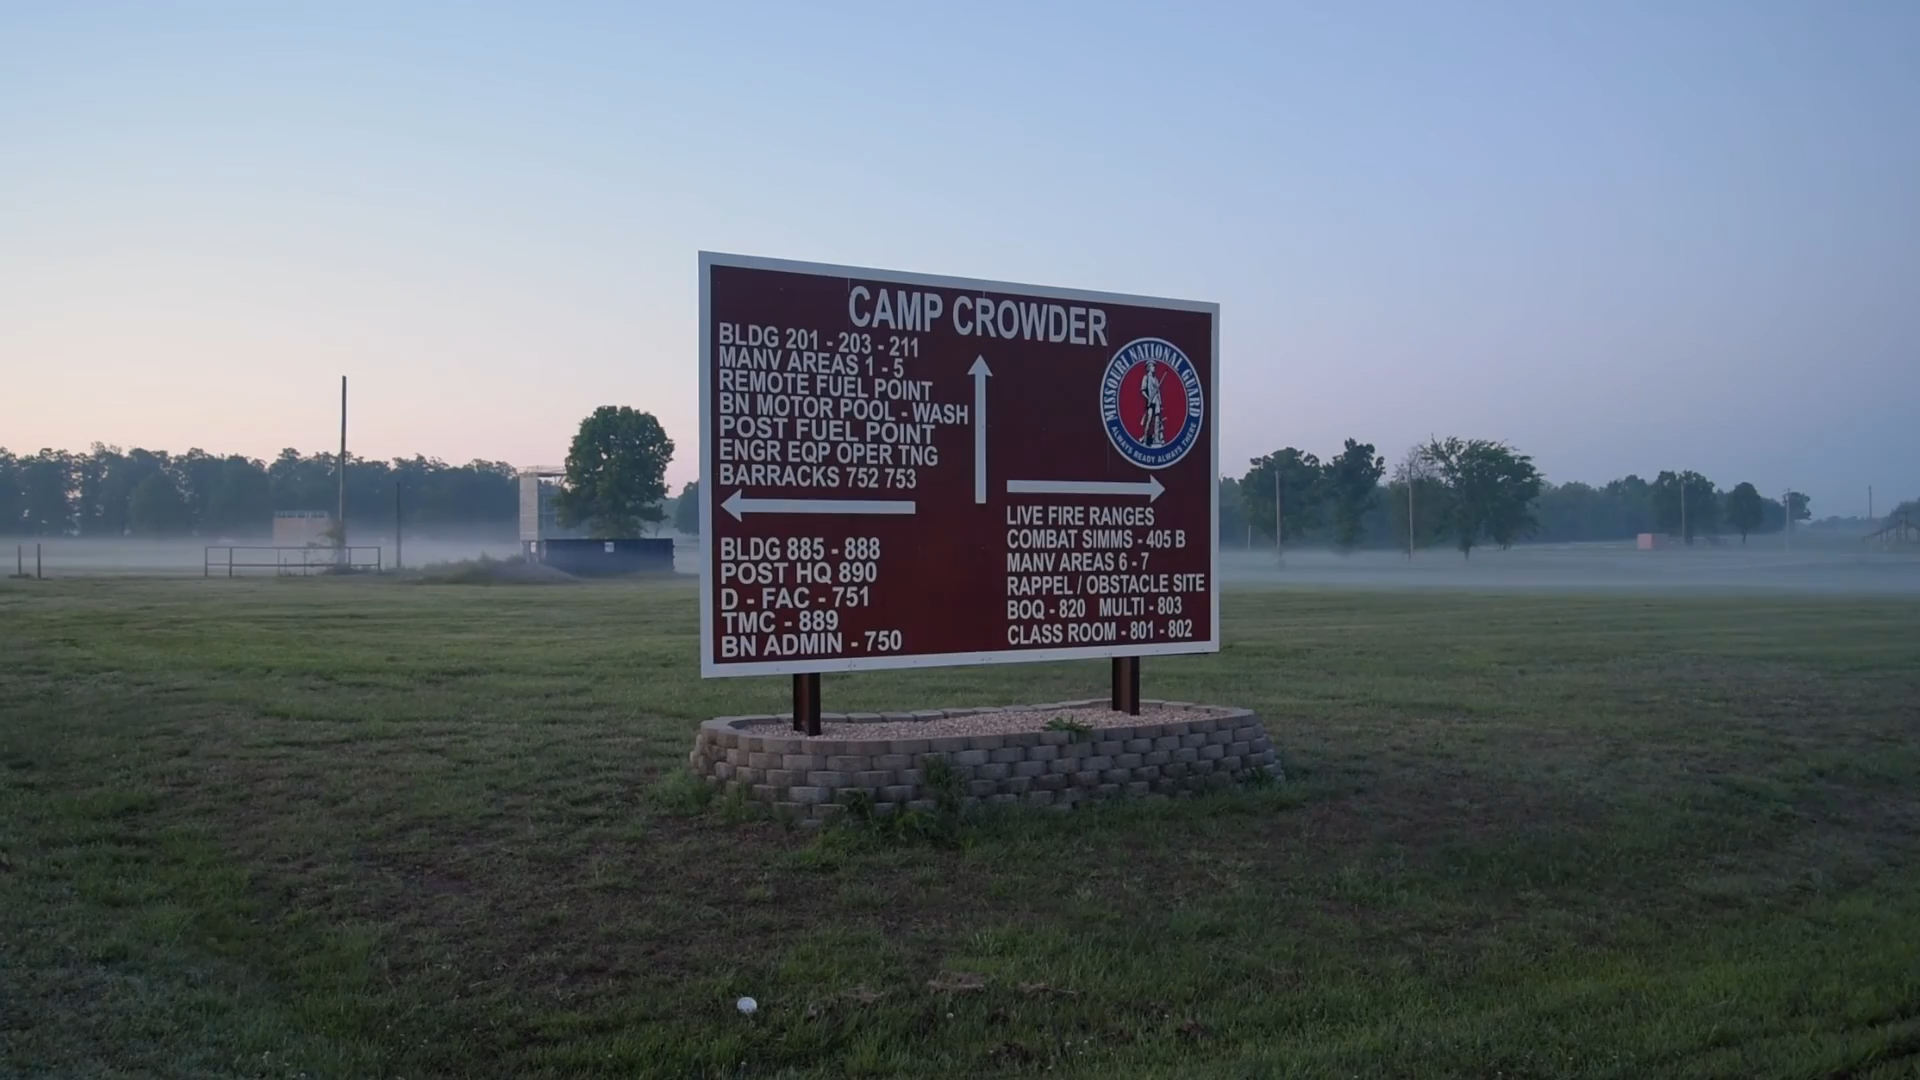 CAMP CROWDER
BLDG 201 - 203 - 211
MANV AREAS 1 - 5
REMOTE FUEL POINT
BN MOTOR POOL - WASH
POST FUEL POINT
ENGR EQP OPER TNG
BARRACKS 752 753
BLDG 885 - 888
POST HQ 890
D - FAC - 751
TMC - 889
BN ADMIN - 750
MISSOURI NATIONAL GUARD
ALWAYS READY ALWAYS THERE
LIVE FIRE RANGES
COMBAT SIMMS - 405 B
MANV AREAS 6 - 7
RAPPEL / OBSTACLE SITE
BOQ - 820 MULTI - 803
CLASS ROOM - 801 - 802